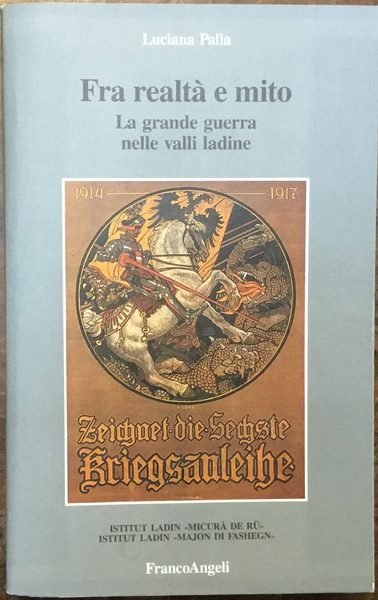 Luciana Palla
Fra realtà e mito
La grande guerra
nelle valli ladine
1914 1917
Zeichnet die Sechste
Kriegsanleihe
ISTITUT LADIN «MICURÀ DE RÜ»
ISTITUT LADIN «MAJON DI FASHEGN»
FrancoAngeli